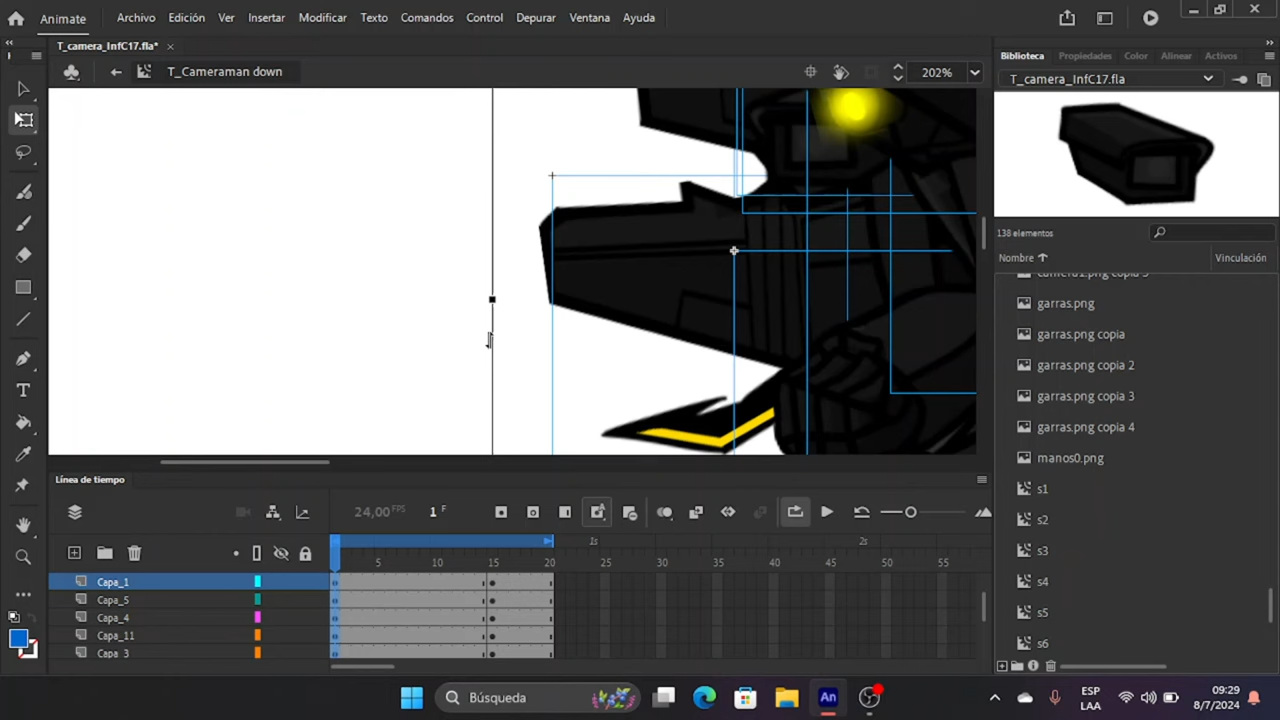 Animate
Archivo Edición Ver Insertar Modificar Texto Comandos Control Depurar Ventana Ayuda
T_camera_InfC17.fla*
T_Cameraman down
202%
Biblioteca Propiedades Color Alinear Activos
T_camera_InfC17.fla
138 elementos
Nombre Vinculación
garras.png
garras.png copia
garras.png copia 2
garras.png copia 3
garras.png copia 4
manos0.png
s1
s2
s3
s4
s5
s6
Línea de tiempo
24,00 FPS 1 F
1s 2s
5 10 15 20 25 30 35 40 45 50 55
Capa_1
Capa_5
Capa_4
Capa_11
Capa_3
Búsqueda
ESP
LAA
09:29
8/7/2024